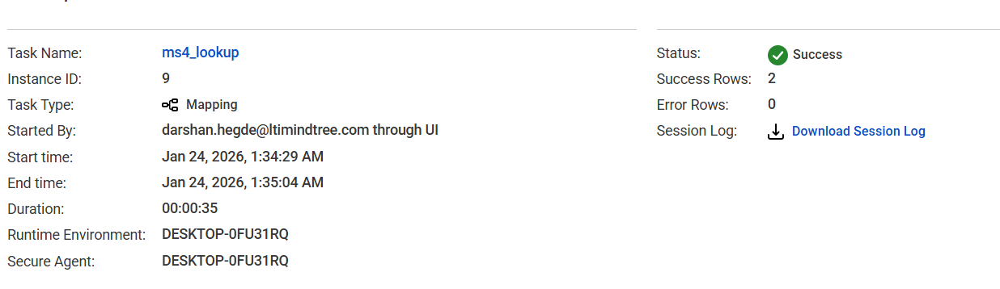 Task Name: ms4_lookup
Instance ID: 9
Task Type: Mapping
Started By: darshan.hegde@ltimindtree.com through UI
Start time: Jan 24, 2026, 1:34:29 AM
End time: Jan 24, 2026, 1:35:04 AM
Duration: 00:00:35
Runtime Environment: DESKTOP-0FU31RQ
Secure Agent: DESKTOP-0FU31RQ
Status: Success
Success Rows: 2
Error Rows: 0
Session Log: Download Session Log